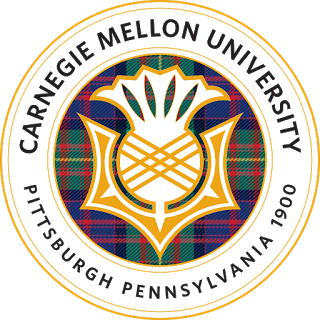 CARNEGIE MELLON UNIVERSITY
PITTSBURGH PENNSYLVANIA 1900